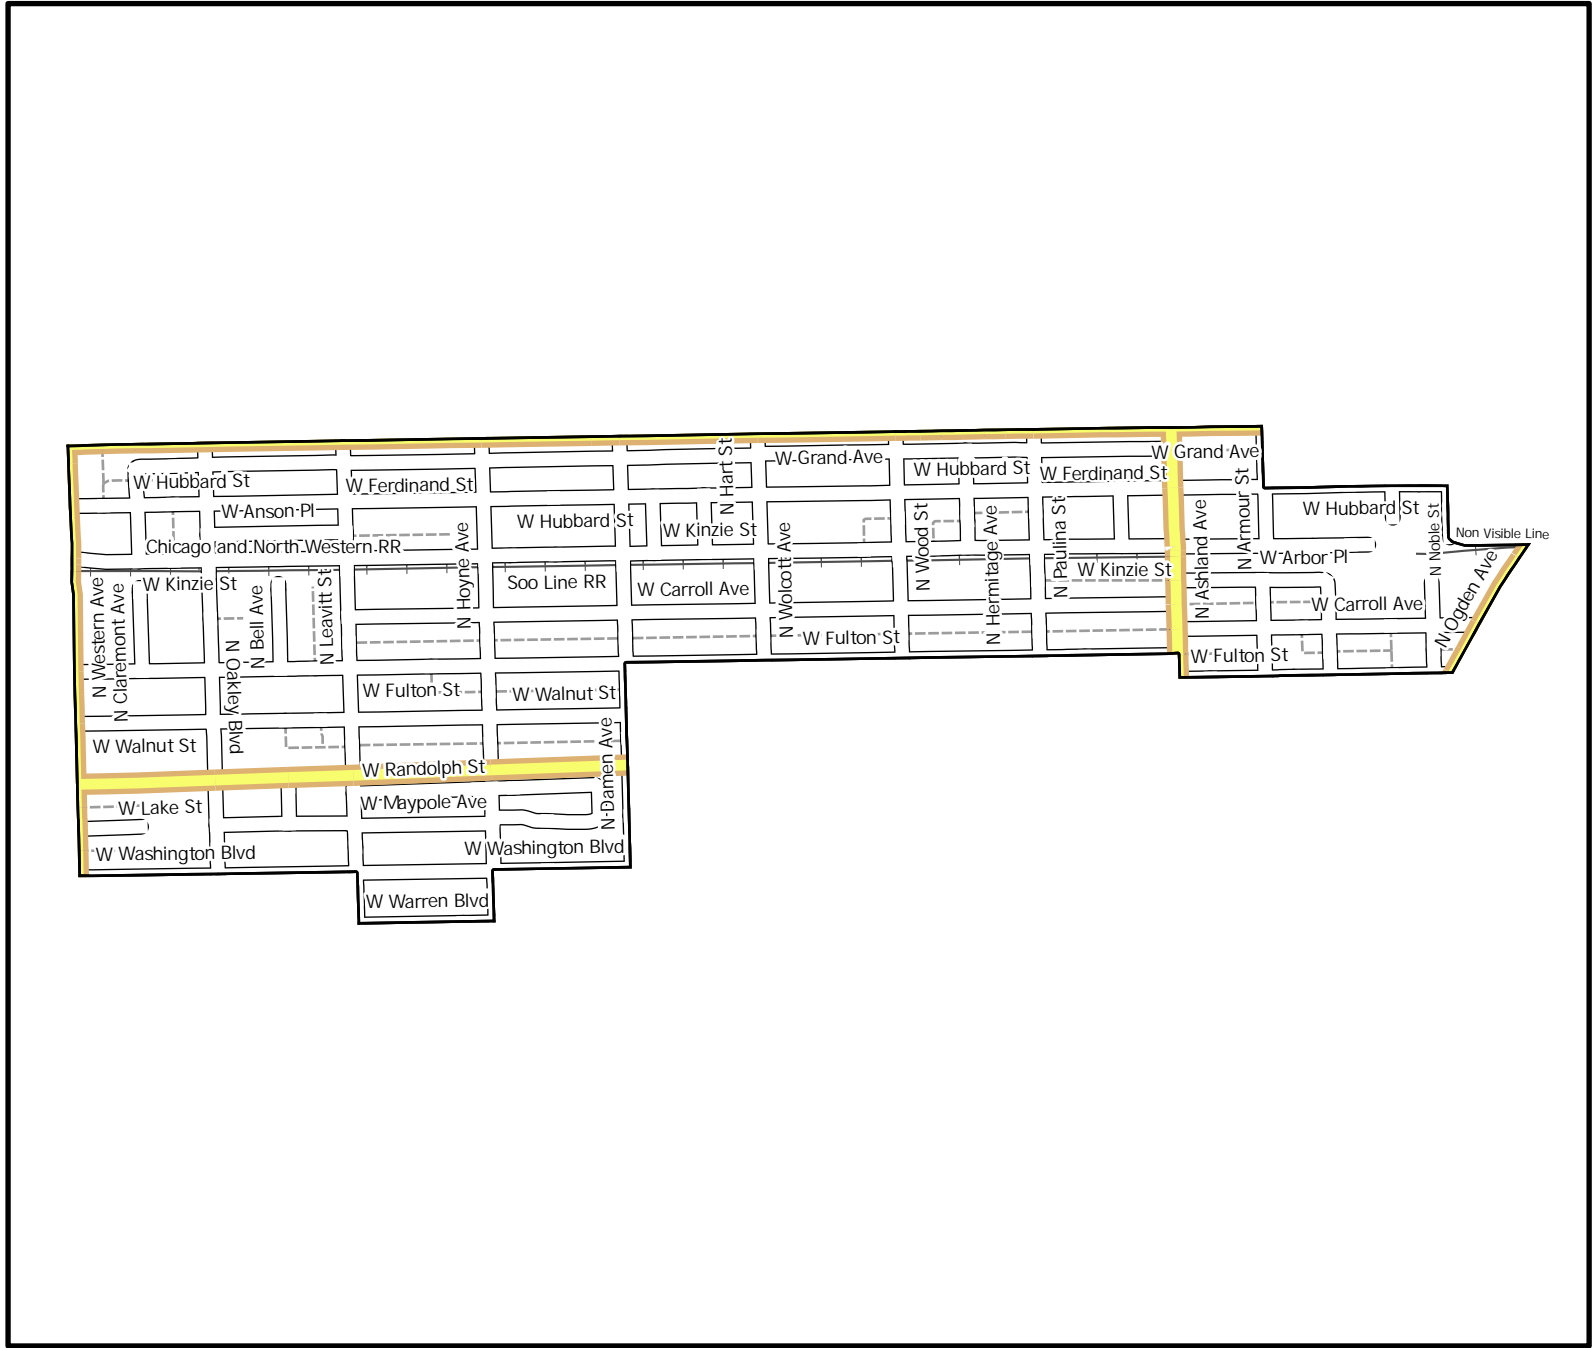 W Grand Ave
N Hart St
W Grand Ave
W Hubbard St
W Ferdinand St
W Hubbard St
W Ferdinand St
N Armour St
W Anson Pl
W Hubbard St
W Kinzie St
W Hubbard St
Non Visible Line
Chicago and North Western RR
N Hoyne Ave
N Wolcott Ave
N Wood St
N Hermitage Ave
N Paulina St
N Ashland Ave
W Arbor Pl
N Noble St
W Kinzie St
Soo Line RR
W Carroll Ave
W Kinzie St
N Ogden Ave
N Western Ave
N Claremont Ave
N Bell Ave
N Leavitt St
W Carroll Ave
W Fulton St
W Fulton St
N Oakley Blvd
W Fulton St
W Walnut St
W Walnut St
N Damen Ave
W Randolph St
W Lake St
W Maypole Ave
W Washington Blvd
W Washington Blvd
W Warren Blvd